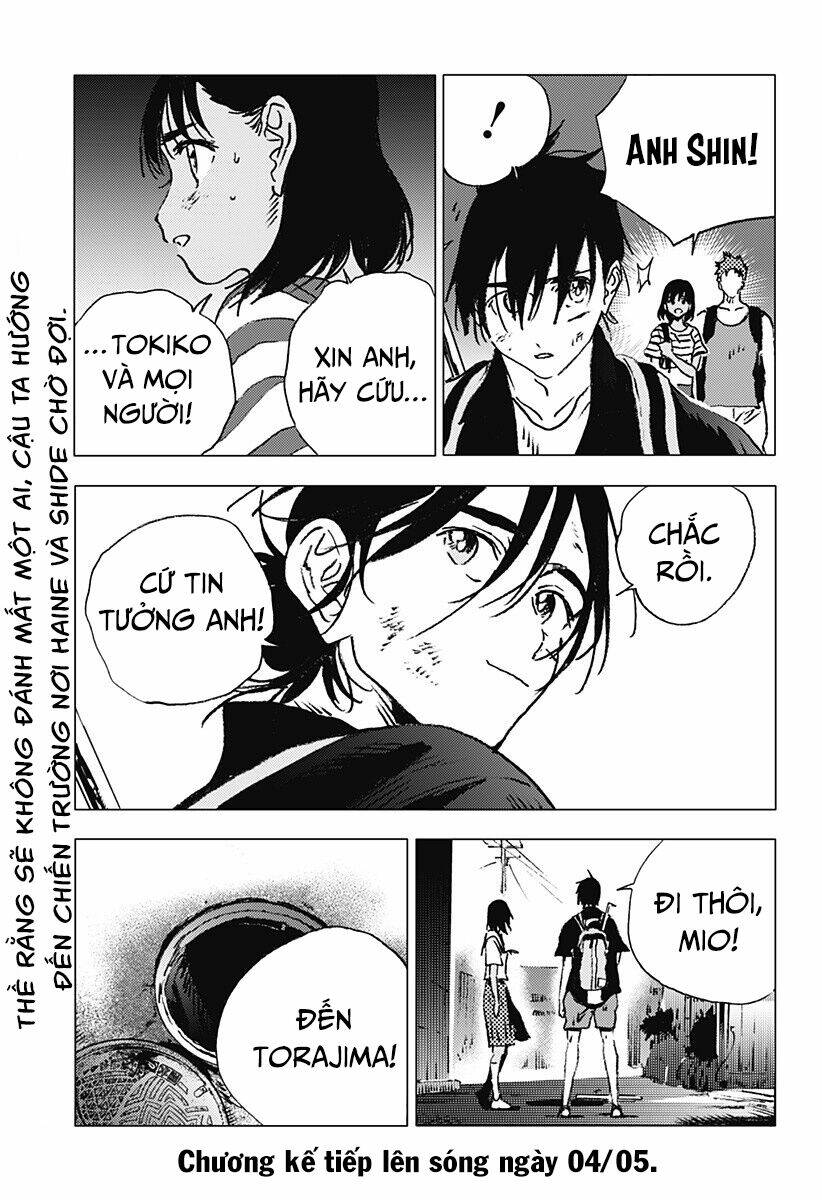 ANH SHIN!
!
XIN ANH,
HÃY CỨU...
...TOKIKO
VÀ MỌI
NGƯỜI!
CHẮC
RỒI.
CỨ TIN
TƯỞNG ANH!
ĐI THÔI,
MIO!
ĐẾN
TORAJIMA!
THỀ RẰNG SẼ KHÔNG ĐÁNH MẤT MỘT AI, CẬU TA HƯỚNG
ĐẾN CHIẾN TRƯỜNG NƠI HAINE VÀ SHIDE CHỜ ĐỢI.
Chương kế tiếp lên sóng ngày 04/05.